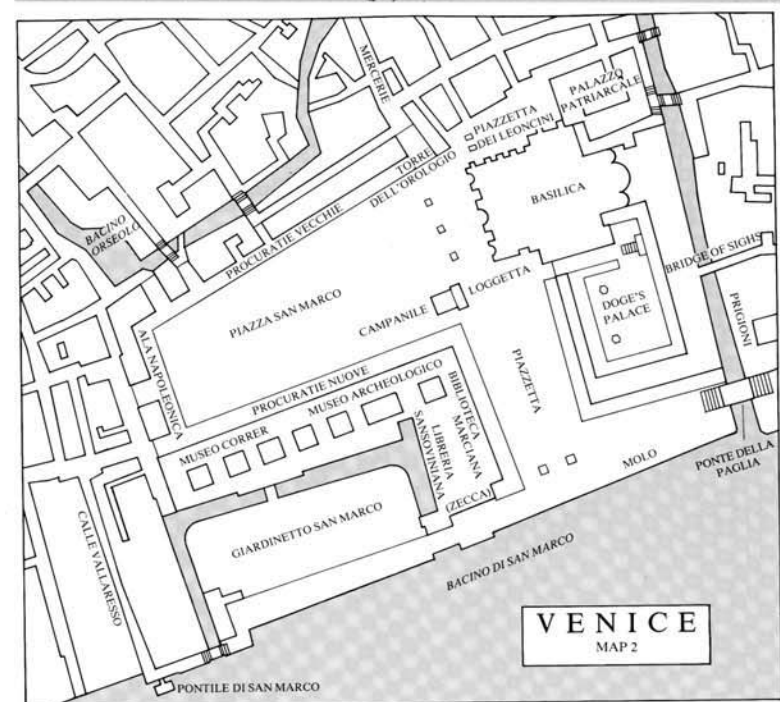 MERCERIE
PIAZZETTA
DEI LEONCINI
PALAZZO
PATRIARCALE
TORRE
DELL'OROLOGIO
BASILICA
BACINO
ORSEOLO
PROCURATIE VECCHIE
BRIDGE OF SIGHS
LOGGETTA
DOGE'S
PALACE
PRIGIONI
PIAZZA SAN MARCO
CAMPANILE
ALA NAPOLEONICA
PIAZZETTA
PROCURATIE NUOVE
MUSEO ARCHEOLOGICO
MUSEO CORRER
BIBLIOTECA
MARCIANA
LIBRERIA
SANSOVINIANA
(ZECCA)
MOLO
PONTE DELLA
PAGLIA
GIARDINETTO SAN MARCO
CALLE VALLARESSO
BACINO DI SAN MARCO
VENICE
MAP 2
PONTILE DI SAN MARCO